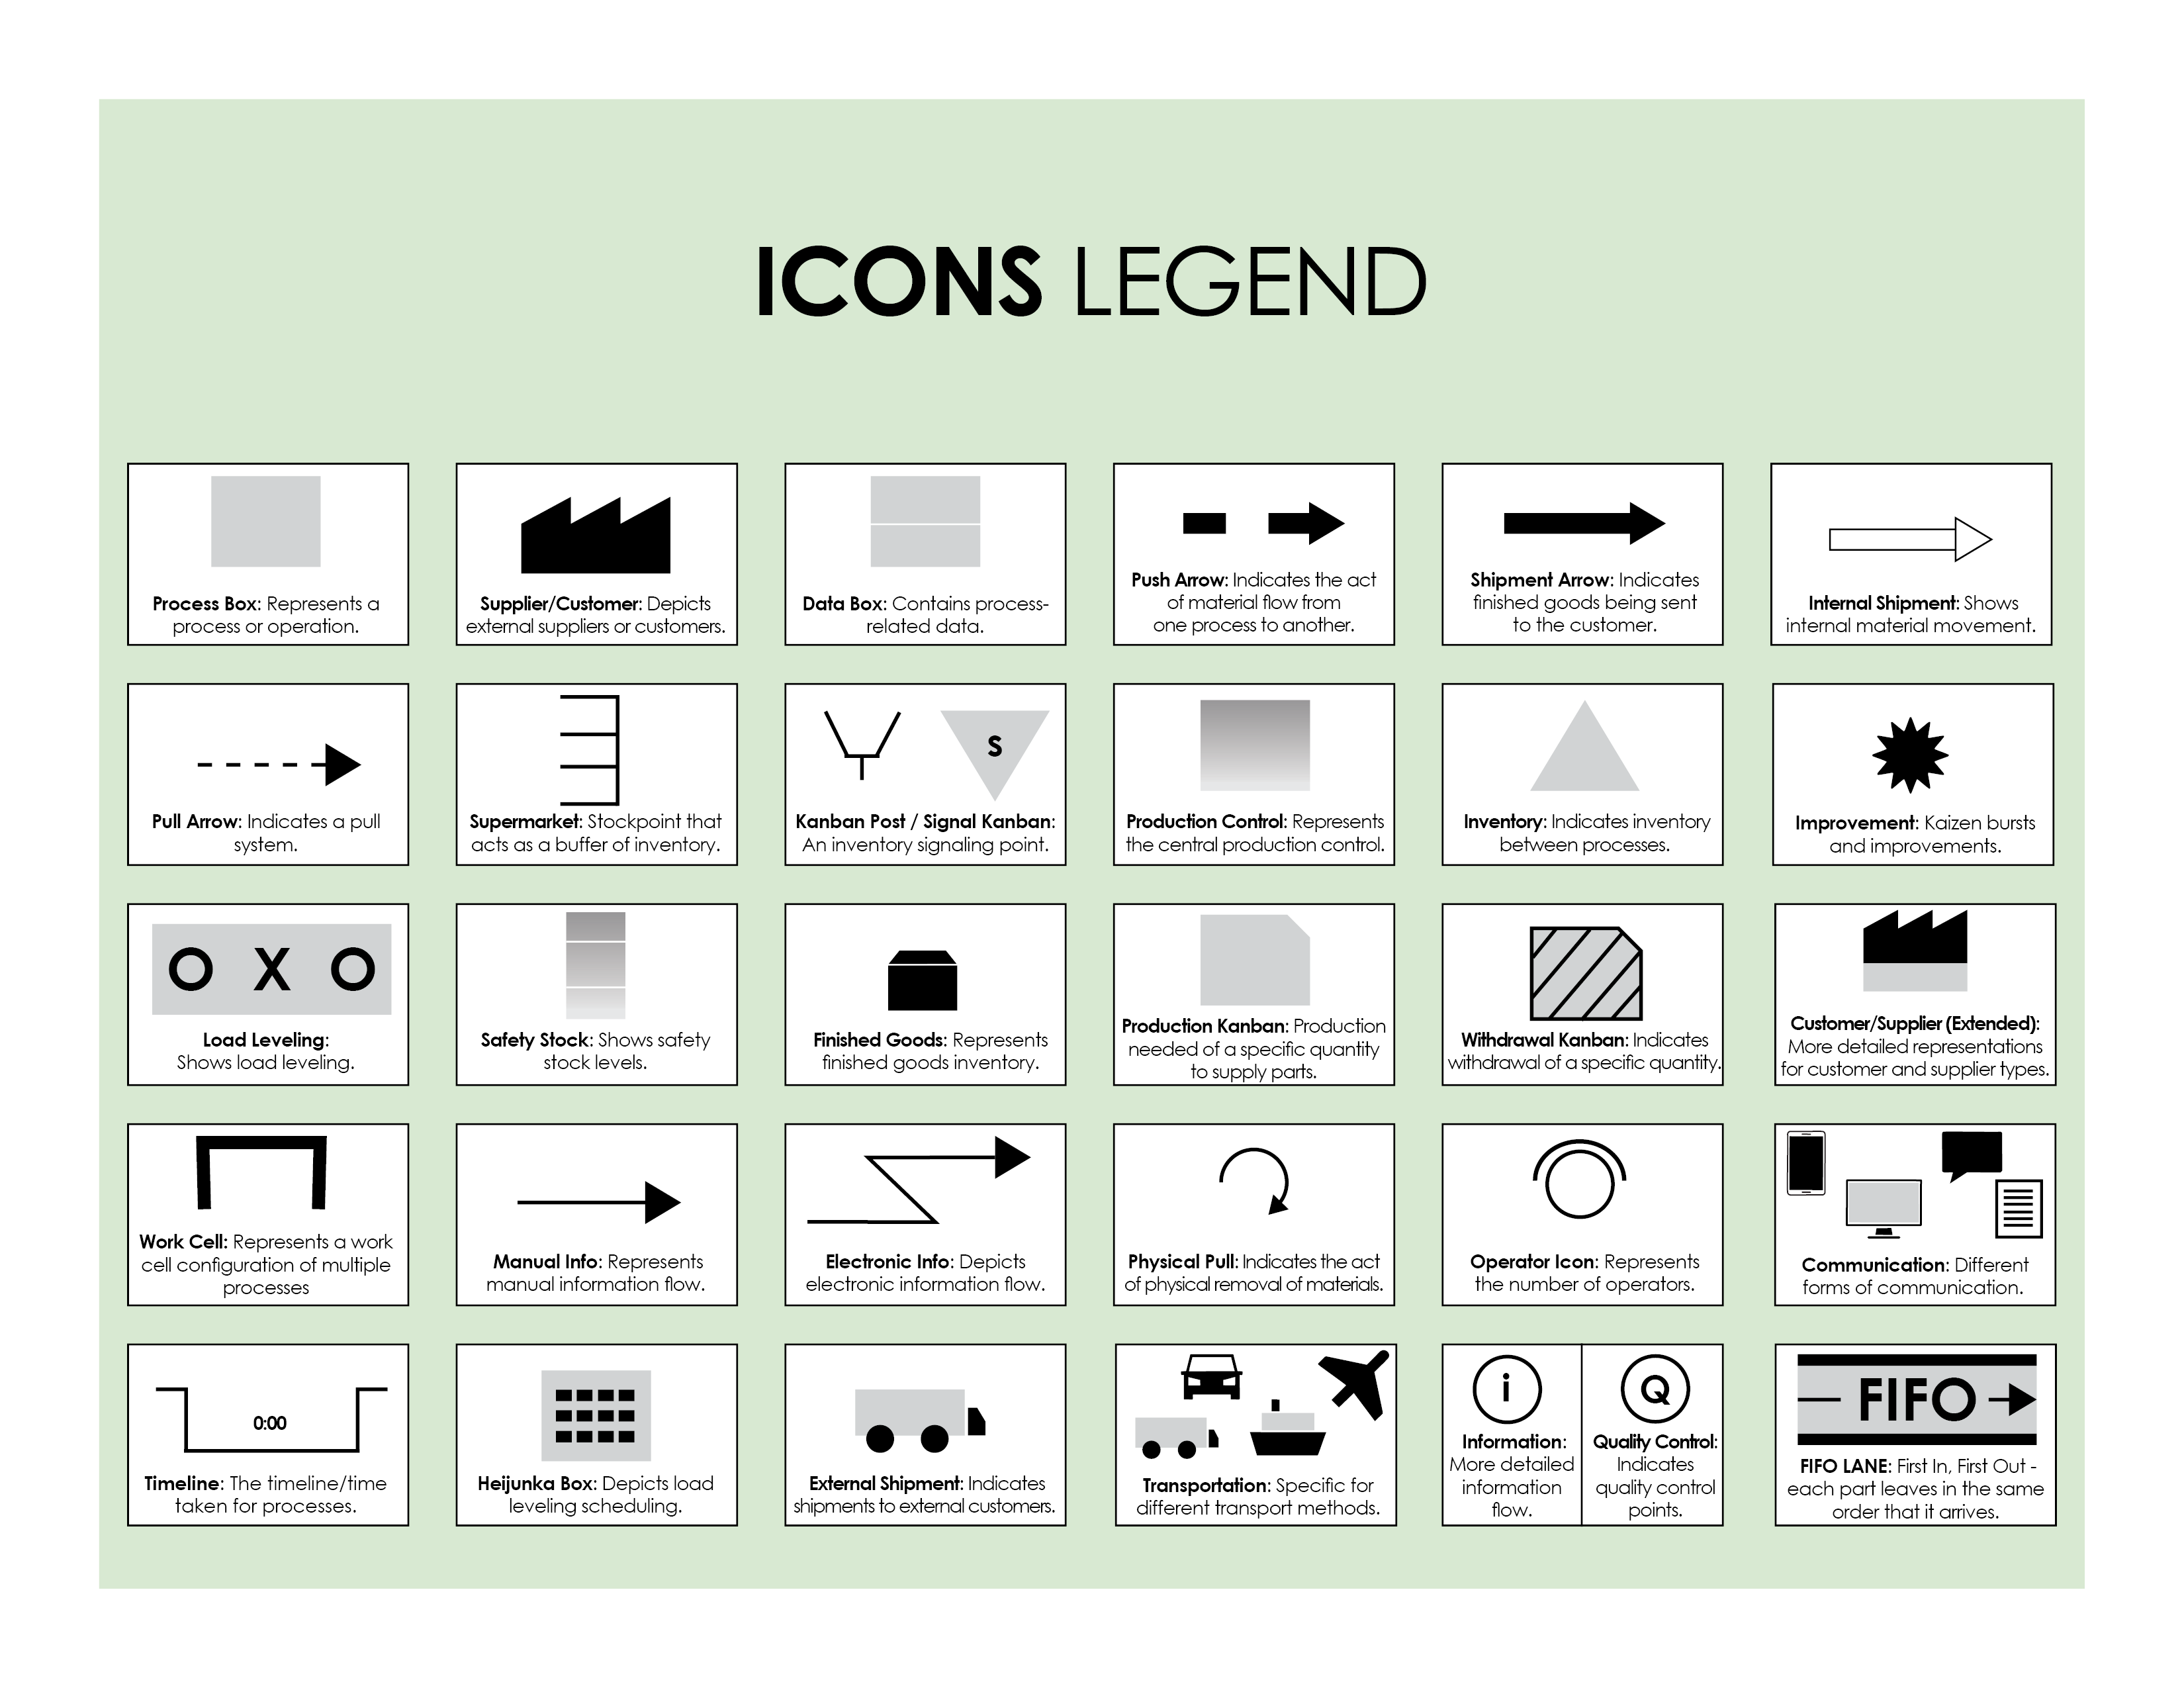 ICONS LEGEND
Process Box: Represents a
process or operation.
Supplier/Customer: Depicts
external suppliers or customers.
Data Box: Contains process-
related data.
Push Arrow: Indicates the act
of material flow from
one process to another.
Shipment Arrow: Indicates
finished goods being sent
to the customer.
Internal Shipment: Shows
internal material movement.
Pull Arrow: Indicates a pull
system.
Supermarket: Stockpoint that
acts as a buffer of inventory.
S
Kanban Post / Signal Kanban:
An inventory signaling point.
Production Control: Represents
the central production control.
Inventory: Indicates inventory
between processes.
Improvement: Kaizen bursts
and improvements.
O X O
Load Leveling:
Shows load leveling.
Safety Stock: Shows safety
stock levels.
Finished Goods: Represents
finished goods inventory.
Production Kanban: Production
needed of a specific quantity
to supply parts.
Withdrawal Kanban: Indicates
withdrawal of a specific quantity.
Customer/Supplier (Extended):
More detailed representations
for customer and supplier types.
Work Cell: Represents a work
cell configuration of multiple
processes
Manual Info: Represents
manual information flow.
Electronic Info: Depicts
electronic information flow.
Physical Pull: Indicates the act
of physical removal of materials.
Operator Icon: Represents
the number of operators.
Communication: Different
forms of communication.
0:00
Timeline: The timeline/time
taken for processes.
Heijunka Box: Depicts load
leveling scheduling.
External Shipment: Indicates
shipments to external customers.
Transportation: Specific for
different transport methods.
i
Information:
More detailed
information
flow.
Q
Quality Control:
Indicates
quality control
points.
FIFO
FIFO LANE: First In, First Out -
each part leaves in the same
order that it arrives.